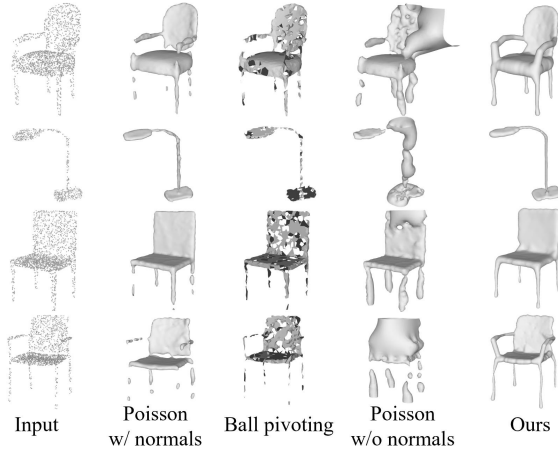 Input
Poisson
w/ normals
Ball pivoting
Poisson
w/o normals
Ours